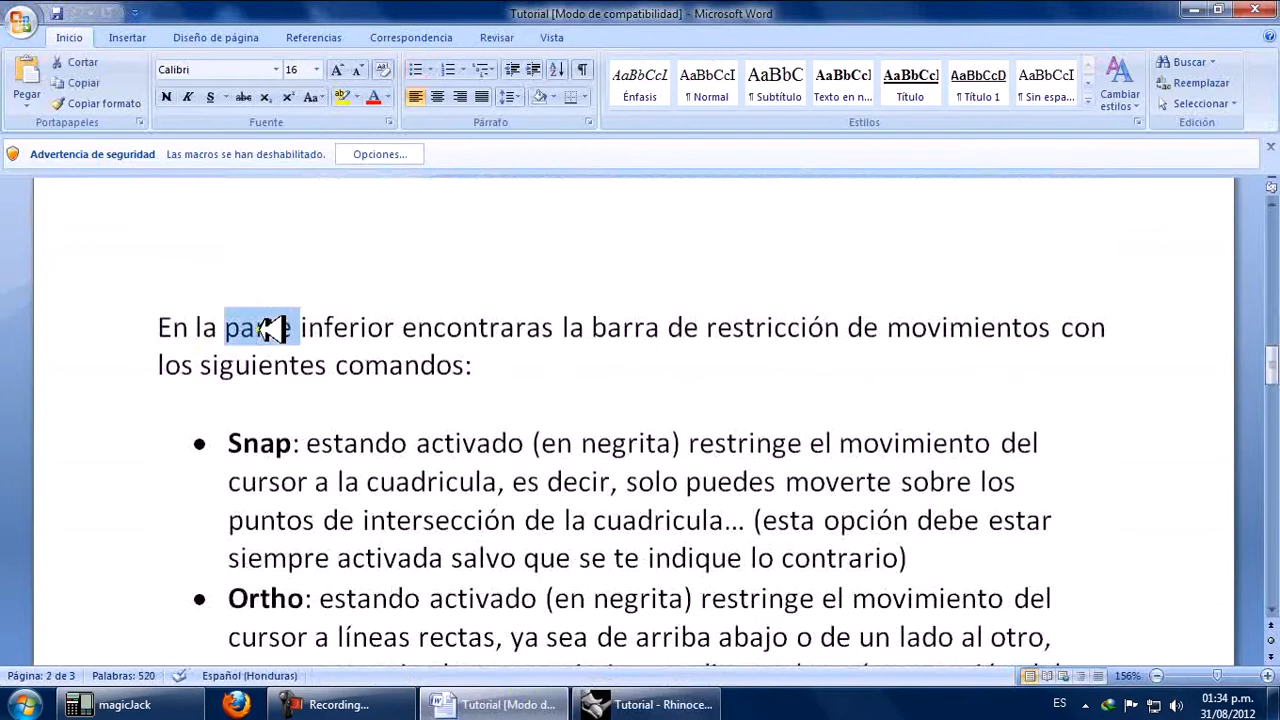 Tutorial [Modo de compatibilidad] - Microsoft Word
Inicio Insertar Diseño de página Referencias Correspondencia Revisar Vista
Pegar
Cortar
Copiar
Copiar formato
Portapapeles
Calibri 16
N K S abc x₂ x² Aa
Fuente
Párrafo
AaBbCcL AaBbCcI AaBbC AaBbCcI AaBbCcI AaBbCcD AaBbCcI
Énfasis ¶ Normal ¶ Subtítulo Texto en n... Título ¶ Título 1 ¶ Sin espa...
Cambiar estilos
Estilos
Buscar
Reemplazar
Seleccionar
Edición
Advertencia de seguridad Las macros se han deshabilitado. Opciones...
En la inferior encontraras la barra de restricción de movimientos con
los siguientes comandos:
• Snap: estando activado (en negrita) restringe el movimiento del
cursor a la cuadricula, es decir, solo puedes moverte sobre los
puntos de intersección de la cuadricula... (esta opción debe estar
siempre activada salvo que se te indique lo contrario)
• Ortho: estando activado (en negrita) restringe el movimiento del
cursor a líneas rectas, ya sea de arriba abajo o de un lado al otro,
Página: 2 de 3 Palabras: 520 Español (Honduras) 156%
magicJack Recording... Tutorial [Modo d... Tutorial - Rhinoce... ES 01:34 p.m.
31/08/2012